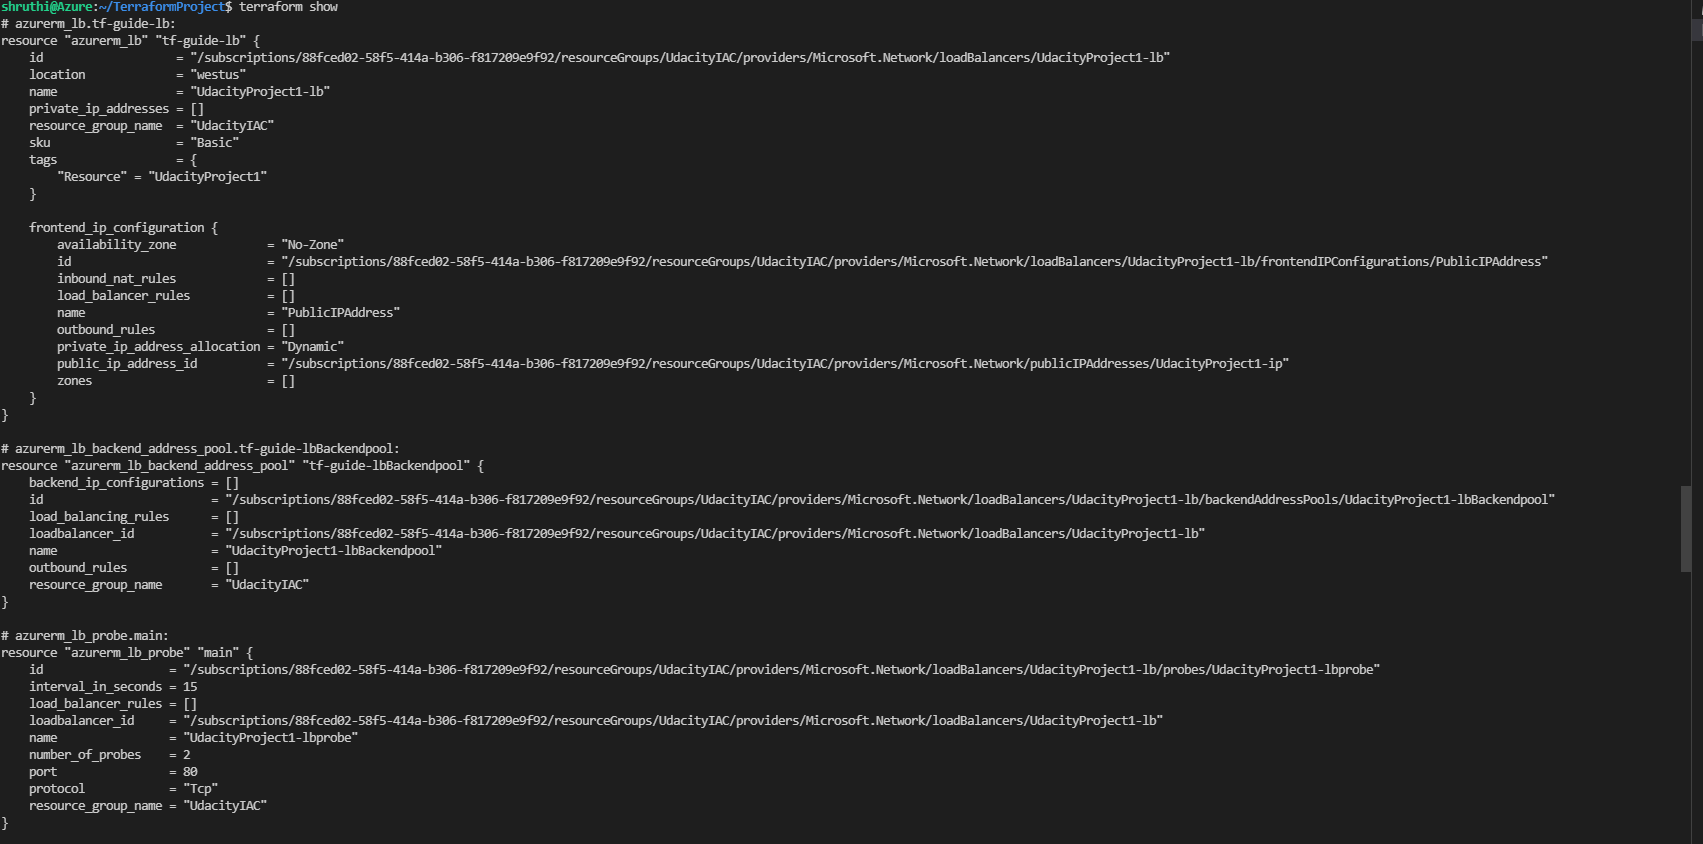 shruthi@Azure:~/TerraformProject$ terraform show
# azurerm_lb.tf-guide-lb:
resource "azurerm_lb" "tf-guide-lb" {
    id                   = "/subscriptions/88fced02-58f5-414a-b306-f817209e9f92/resourceGroups/UdacityIAC/providers/Microsoft.Network/loadBalancers/UdacityProject1-lb"
    location             = "westus"
    name                 = "UdacityProject1-lb"
    private_ip_addresses = []
    resource_group_name  = "UdacityIAC"
    sku                  = "Basic"
    tags                 = {
        "Resource" = "UdacityProject1"
    }

    frontend_ip_configuration {
        availability_zone             = "No-Zone"
        id                            = "/subscriptions/88fced02-58f5-414a-b306-f817209e9f92/resourceGroups/UdacityIAC/providers/Microsoft.Network/loadBalancers/UdacityProject1-lb/frontendIPConfigurations/PublicIPAddress"
        inbound_nat_rules             = []
        load_balancer_rules           = []
        name                          = "PublicIPAddress"
        outbound_rules                = []
        private_ip_address_allocation = "Dynamic"
        public_ip_address_id          = "/subscriptions/88fced02-58f5-414a-b306-f817209e9f92/resourceGroups/UdacityIAC/providers/Microsoft.Network/publicIPAddresses/UdacityProject1-ip"
        zones                         = []
    }
}

# azurerm_lb_backend_address_pool.tf-guide-lbBackendpool:
resource "azurerm_lb_backend_address_pool" "tf-guide-lbBackendpool" {
    backend_ip_configurations = []
    id                        = "/subscriptions/88fced02-58f5-414a-b306-f817209e9f92/resourceGroups/UdacityIAC/providers/Microsoft.Network/loadBalancers/UdacityProject1-lb/backendAddressPools/UdacityProject1-lbBackendpool"
    load_balancing_rules      = []
    loadbalancer_id           = "/subscriptions/88fced02-58f5-414a-b306-f817209e9f92/resourceGroups/UdacityIAC/providers/Microsoft.Network/loadBalancers/UdacityProject1-lb"
    name                      = "UdacityProject1-lbBackendpool"
    outbound_rules            = []
    resource_group_name       = "UdacityIAC"
}

# azurerm_lb_probe.main:
resource "azurerm_lb_probe" "main" {
    id                  = "/subscriptions/88fced02-58f5-414a-b306-f817209e9f92/resourceGroups/UdacityIAC/providers/Microsoft.Network/loadBalancers/UdacityProject1-lb/probes/UdacityProject1-lbprobe"
    interval_in_seconds = 15
    load_balancer_rules = []
    loadbalancer_id     = "/subscriptions/88fced02-58f5-414a-b306-f817209e9f92/resourceGroups/UdacityIAC/providers/Microsoft.Network/loadBalancers/UdacityProject1-lb"
    name                = "UdacityProject1-lbprobe"
    number_of_probes    = 2
    port                = 80
    protocol            = "Tcp"
    resource_group_name = "UdacityIAC"
}